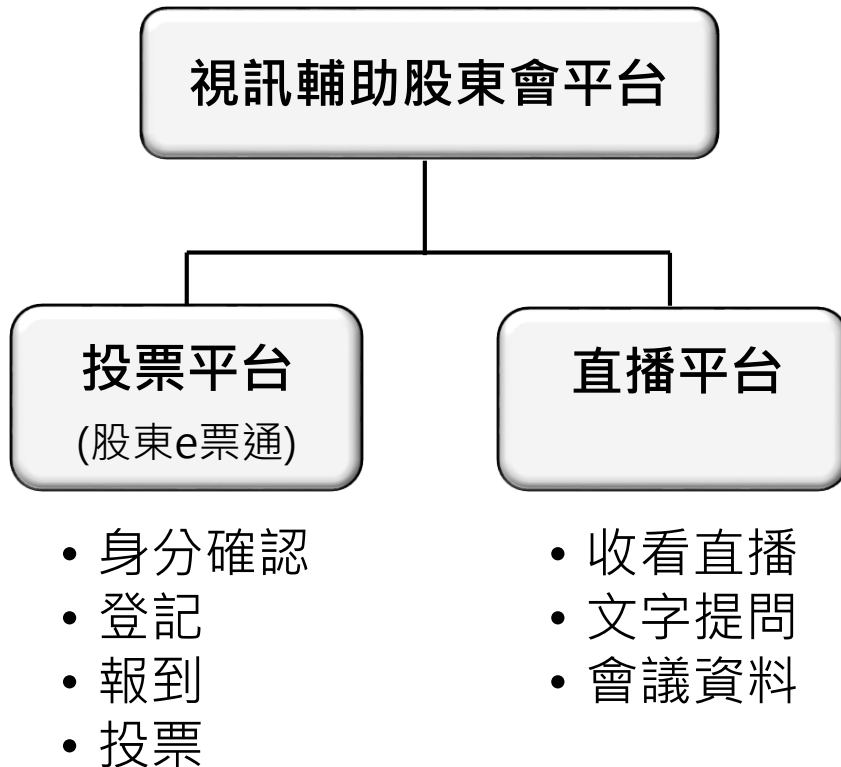 視訊輔助股東會平台
投票平台
(股東e票通)
• 身分確認
• 登記
• 報到
• 投票
直播平台
• 收看直播
• 文字提問
• 會議資料